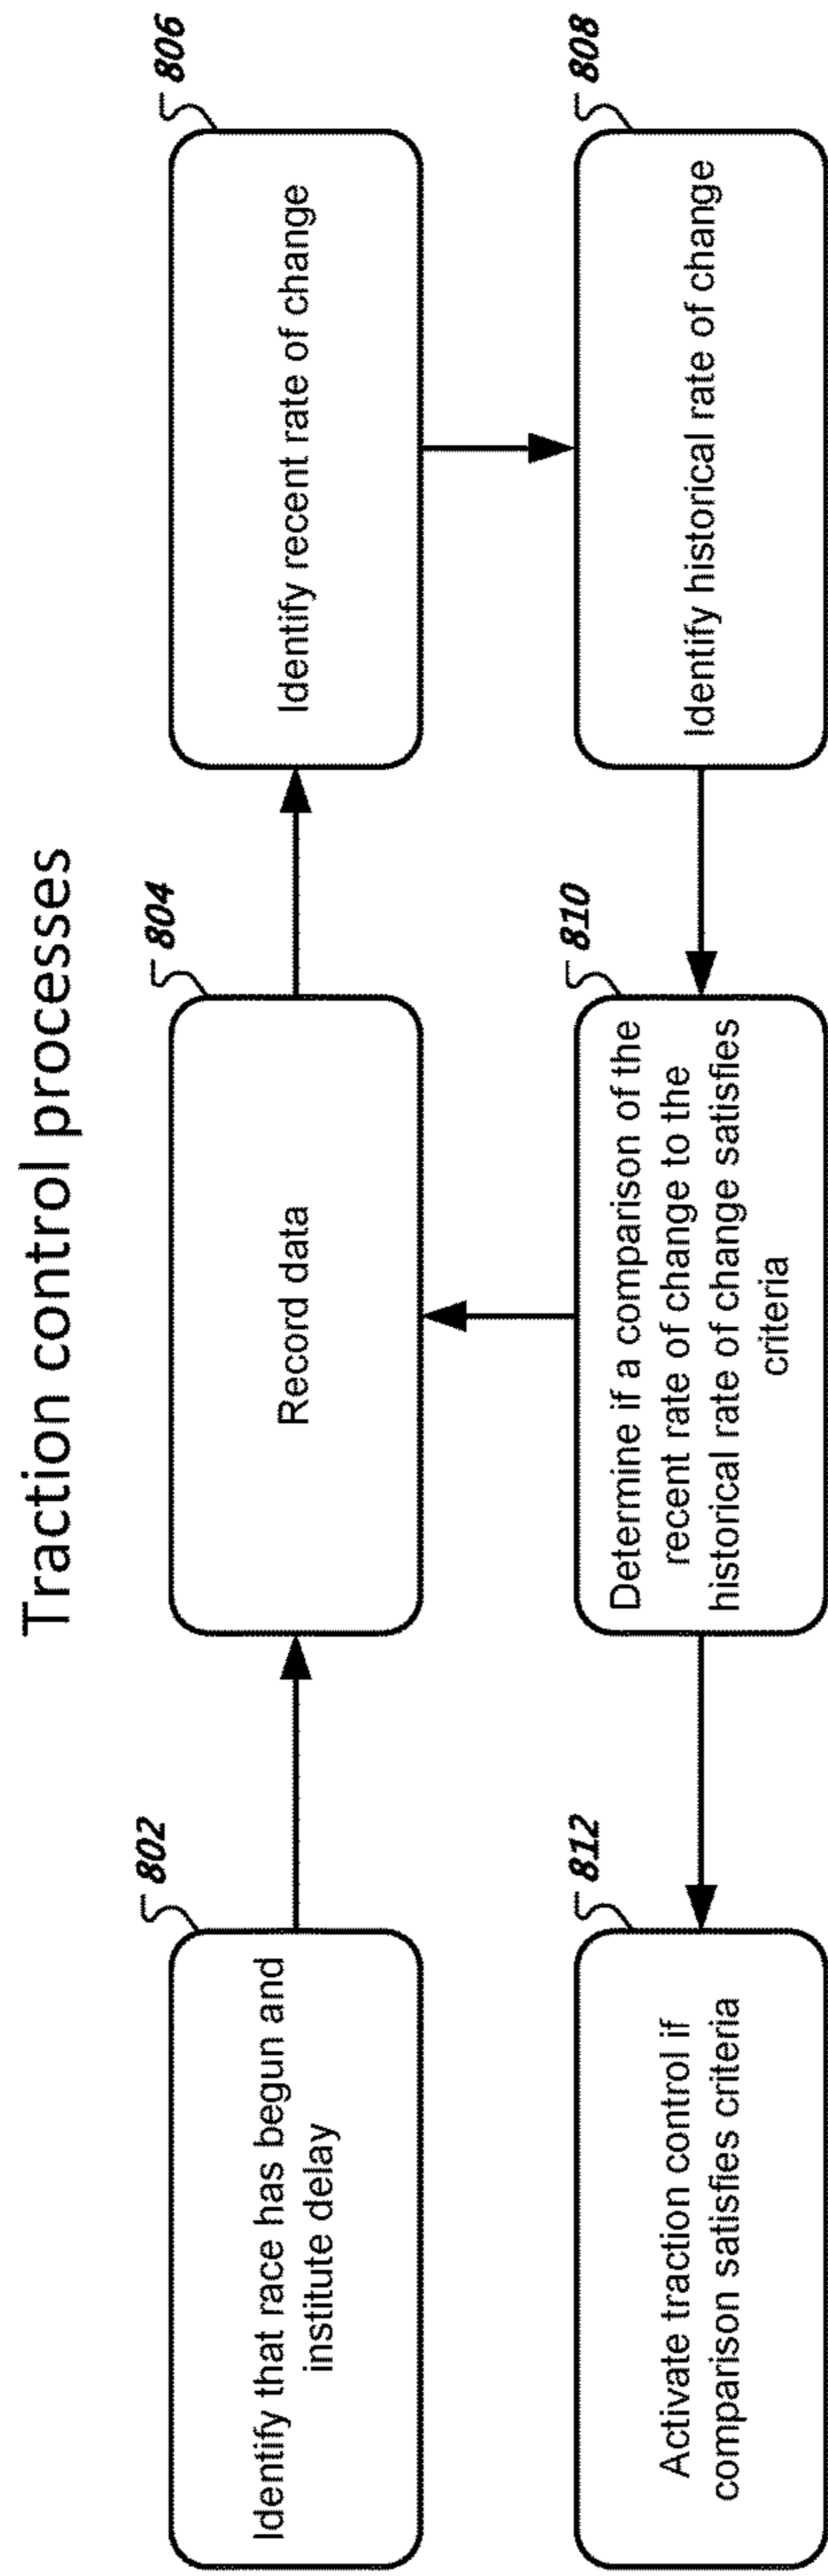 Traction control processes
802
Identify that race has begun and
institute delay
804
Record data
806
Identify recent rate of change
808
Identify historical rate of change
810
Determine if a comparison of the
recent rate of change to the
historical rate of change satisfies
criteria
812
Activate traction control if
comparison satisfies criteria